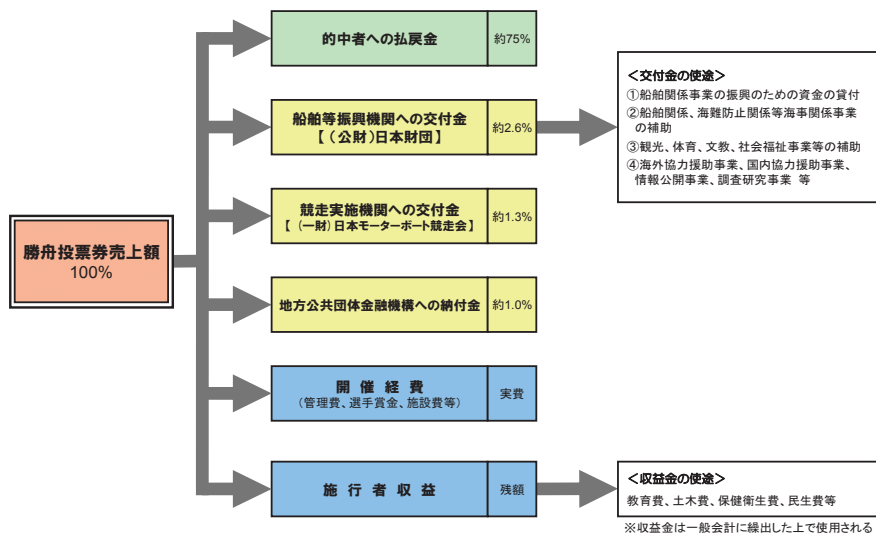 勝舟投票券売上額
100%
的中者への払戻金
約75%
船舶等振興機関への交付金
【(公財)日本財団】
約2.6%
<交付金の使途>
①船舶関係事業の振興のための資金の貸付
②船舶関係、海難防止関係等海事関係事業
の補助
③観光、体育、文教、社会福祉事業等の補助
④海外協力援助事業、国内協力援助事業、
情報公開事業、調査研究事業 等
競走実施機関への交付金
【(一財)日本モーターボート競走会】
約1.3%
地方公共団体金融機構への納付金
約1.0%
開催経費
(管理費、選手賞金、施設費等)
実費
施行者収益
残額
<収益金の使途>
教育費、土木費、保健衛生費、民生費等
※収益金は一般会計に繰出した上で使用される